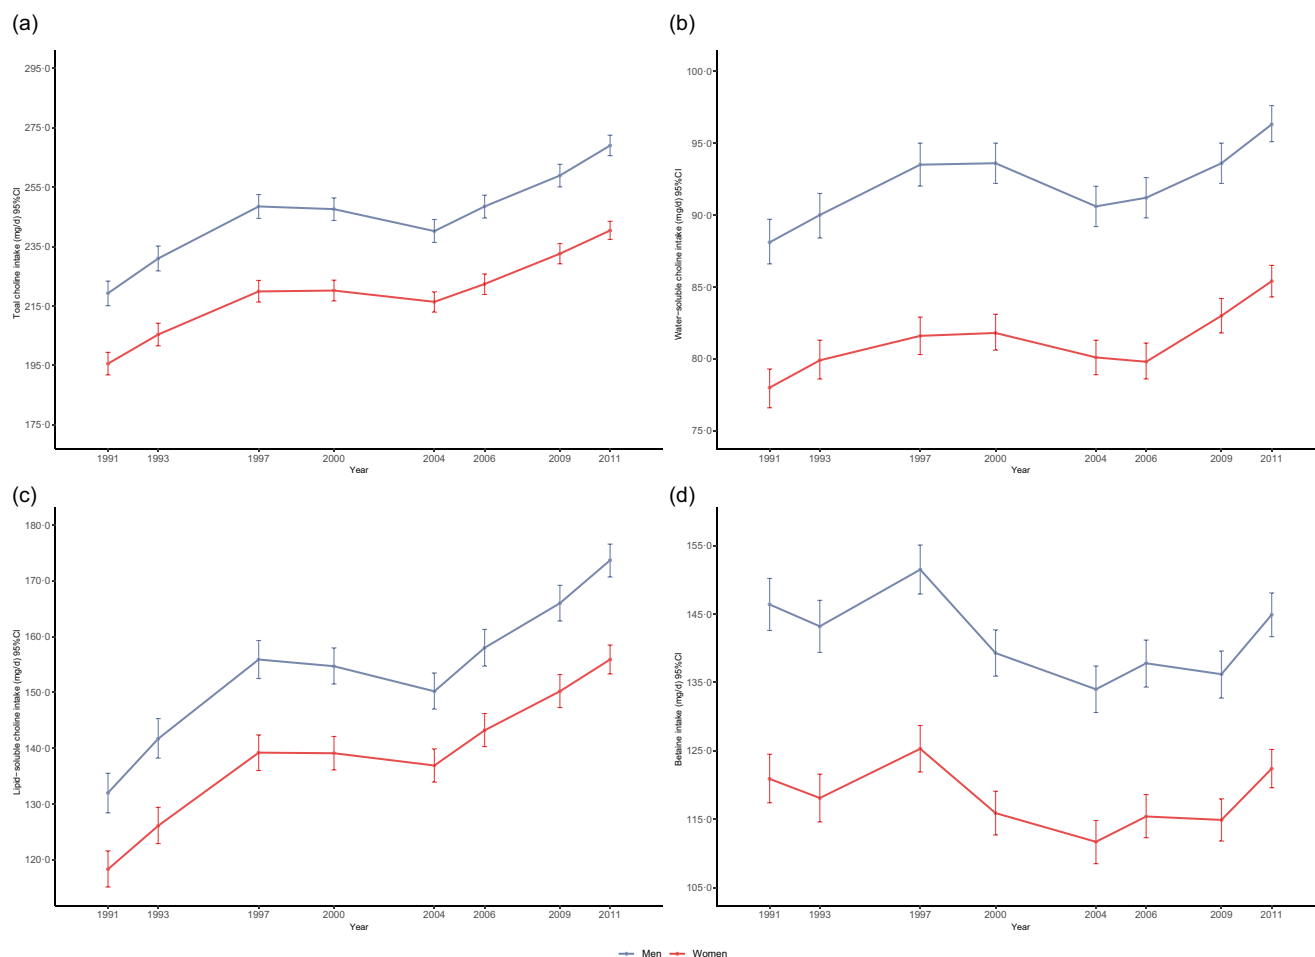 (a)
295·0
275·0
255·0
235·0
215·0
195·0
175·0
Toal choline intake (mg/d) 95%CI
1991 1993 1997 2000 2004 2006 2009 2011
Year
(b)
100·0
95·0
90·0
85·0
80·0
75·0
Water−soluble choline intake (mg/d) 95%CI
1991 1993 1997 2000 2004 2006 2009 2011
Year
(c)
180·0
170·0
160·0
150·0
140·0
130·0
120·0
Lipid−soluble choline intake (mg/d) 95%CI
1991 1993 1997 2000 2004 2006 2009 2011
Year
(d)
155·0
145·0
135·0
125·0
115·0
105·0
Betaine intake (mg/d) 95%CI
1991 1993 1997 2000 2004 2006 2009 2011
Year
Men Women